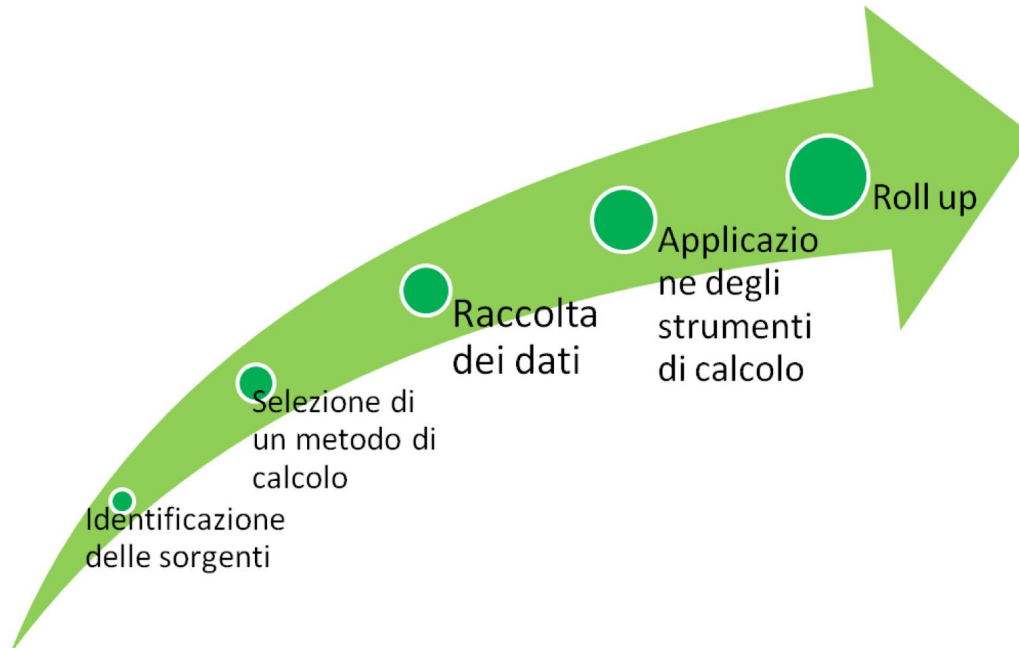 Identificazione
delle sorgenti
Selezione di
un metodo di
calcolo
Raccolta
dei dati
Applicazio
ne degli
strumenti
di calcolo
Roll up